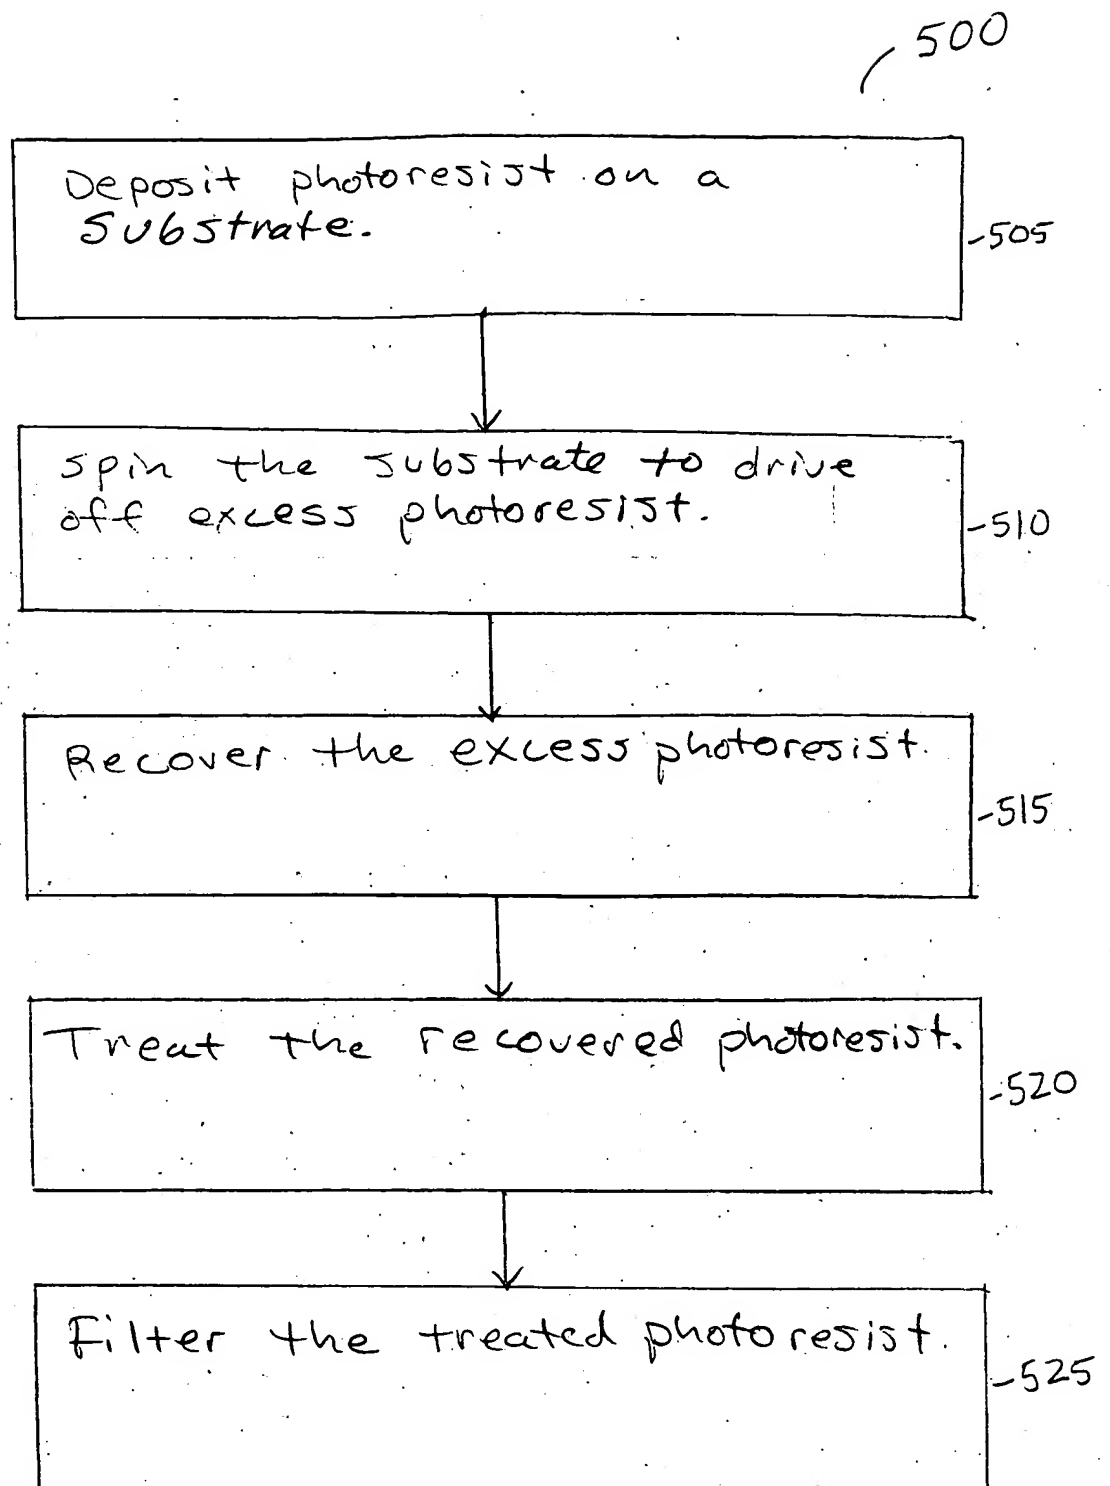 500
Deposit photoresist on a
substrate.
505
Spin the substrate to drive
off excess photoresist.
510
Recover the excess photoresist.
515
Treat the recovered photoresist.
520
Filter the treated photoresist.
525